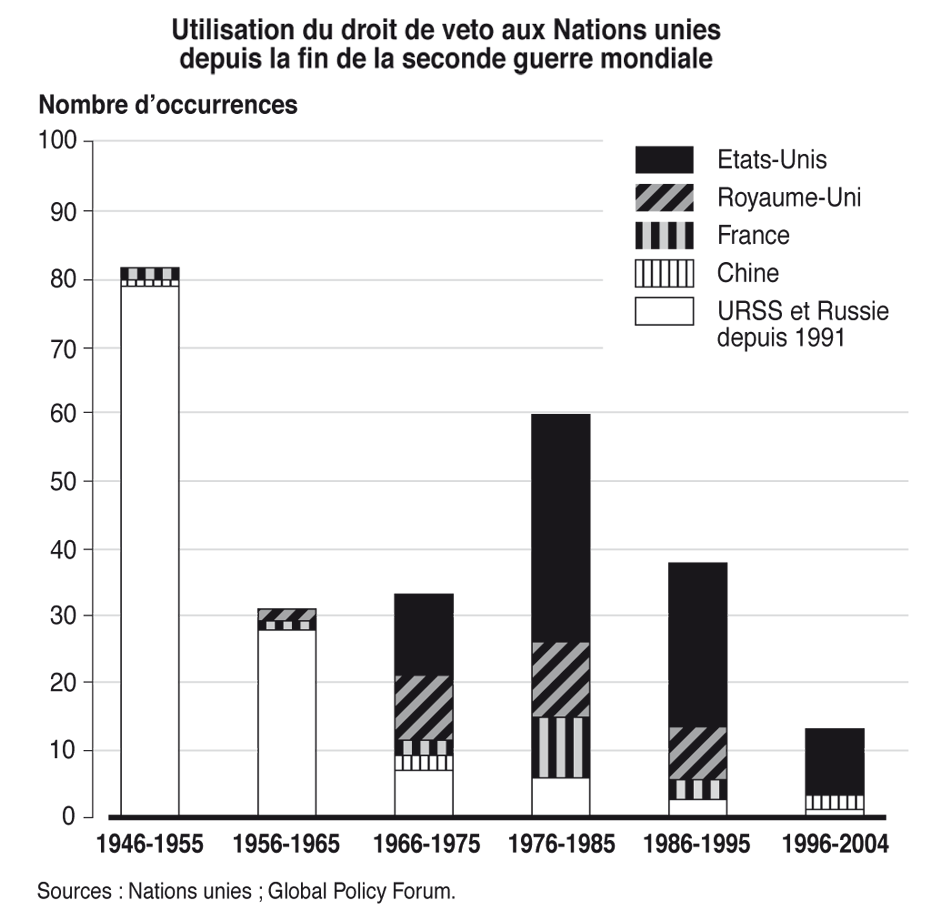 Utilisation du droit de veto aux Nations unies
depuis la fin de la seconde guerre mondiale
Nombre d’occurrences
100
90
80
70
60
50
40
30
20
10
0
Etats-Unis
Royaume-Uni
France
Chine
URSS et Russie
depuis 1991
1946-1955 1956-1965 1966-1975 1976-1985 1986-1995 1996-2004
Sources : Nations unies ; Global Policy Forum.